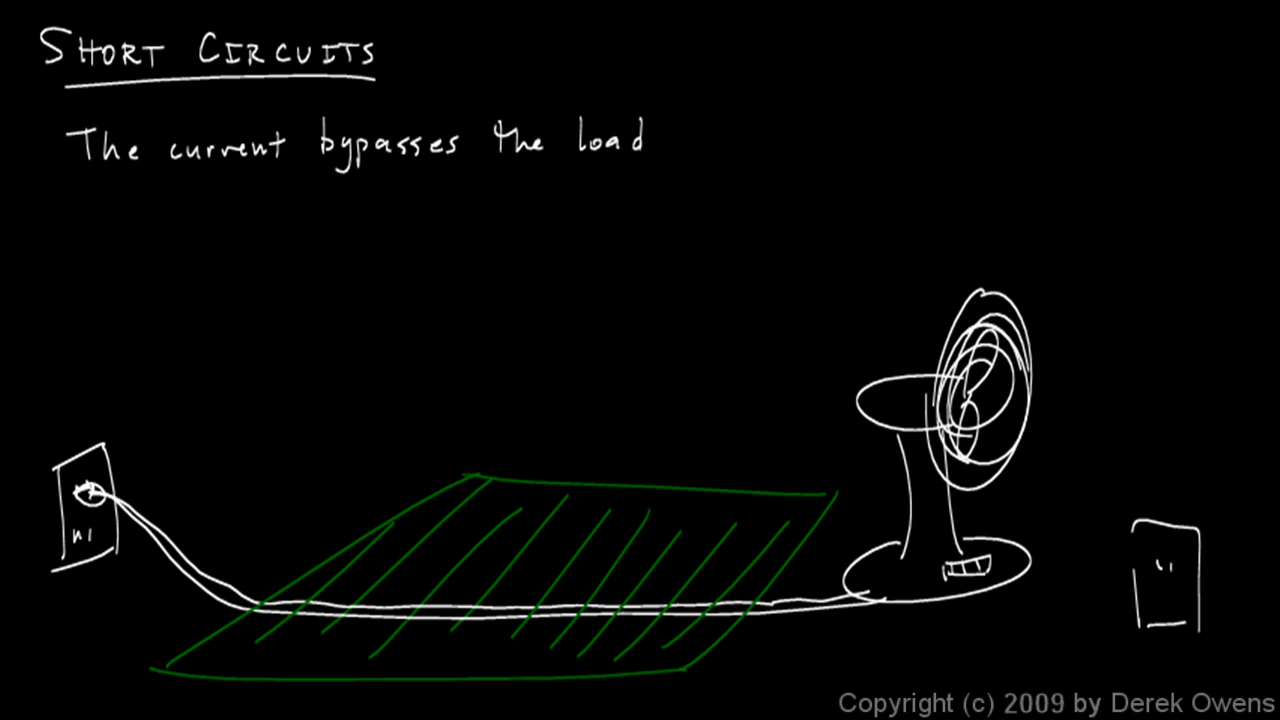 SHORT CIRCUITS
The current bypasses the load
Copyright (c) 2009 by Derek Owens